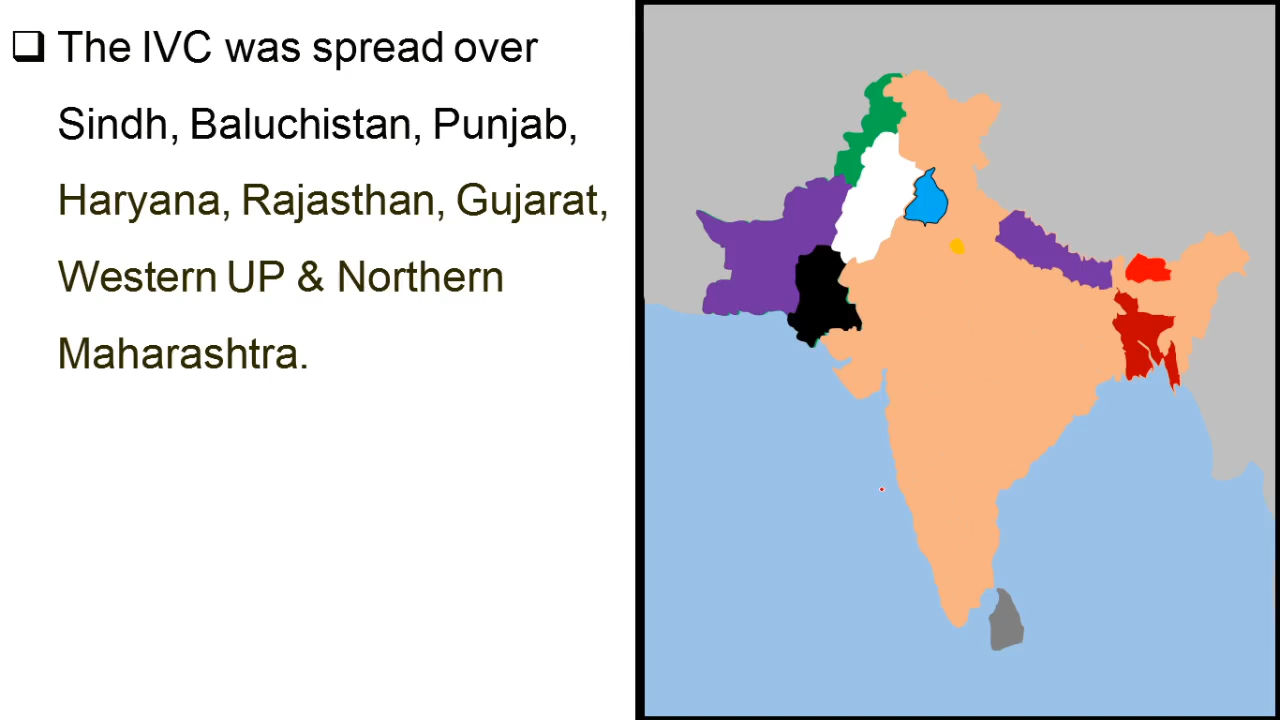 The IVC was spread over
Sindh, Baluchistan, Punjab,
Haryana, Rajasthan, Gujarat,
Western UP & Northern
Maharashtra.